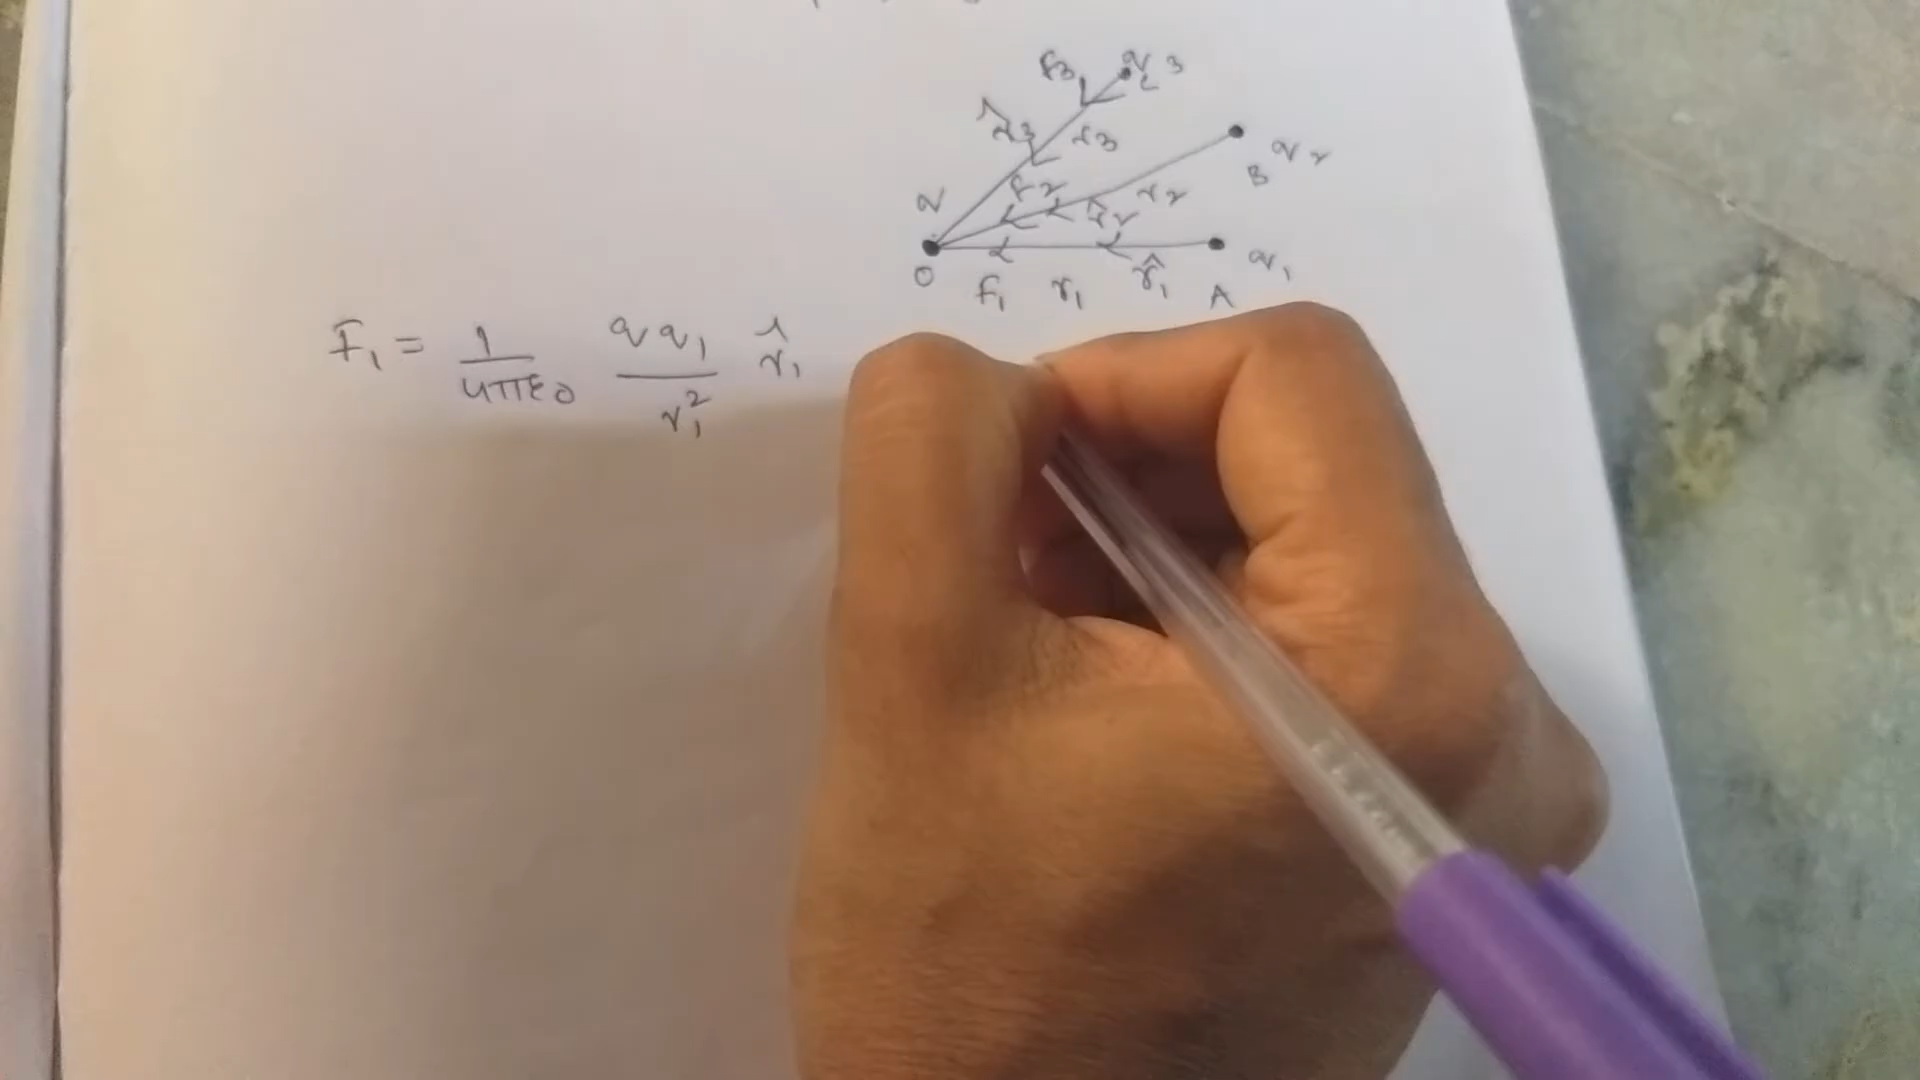 F3 q3
C
r̂3 r3
q2
B
q F2 r̂2 r2
O F1 r1 r̂1 A q1
F1 = 1/4πε0 qq1/r1² r̂1